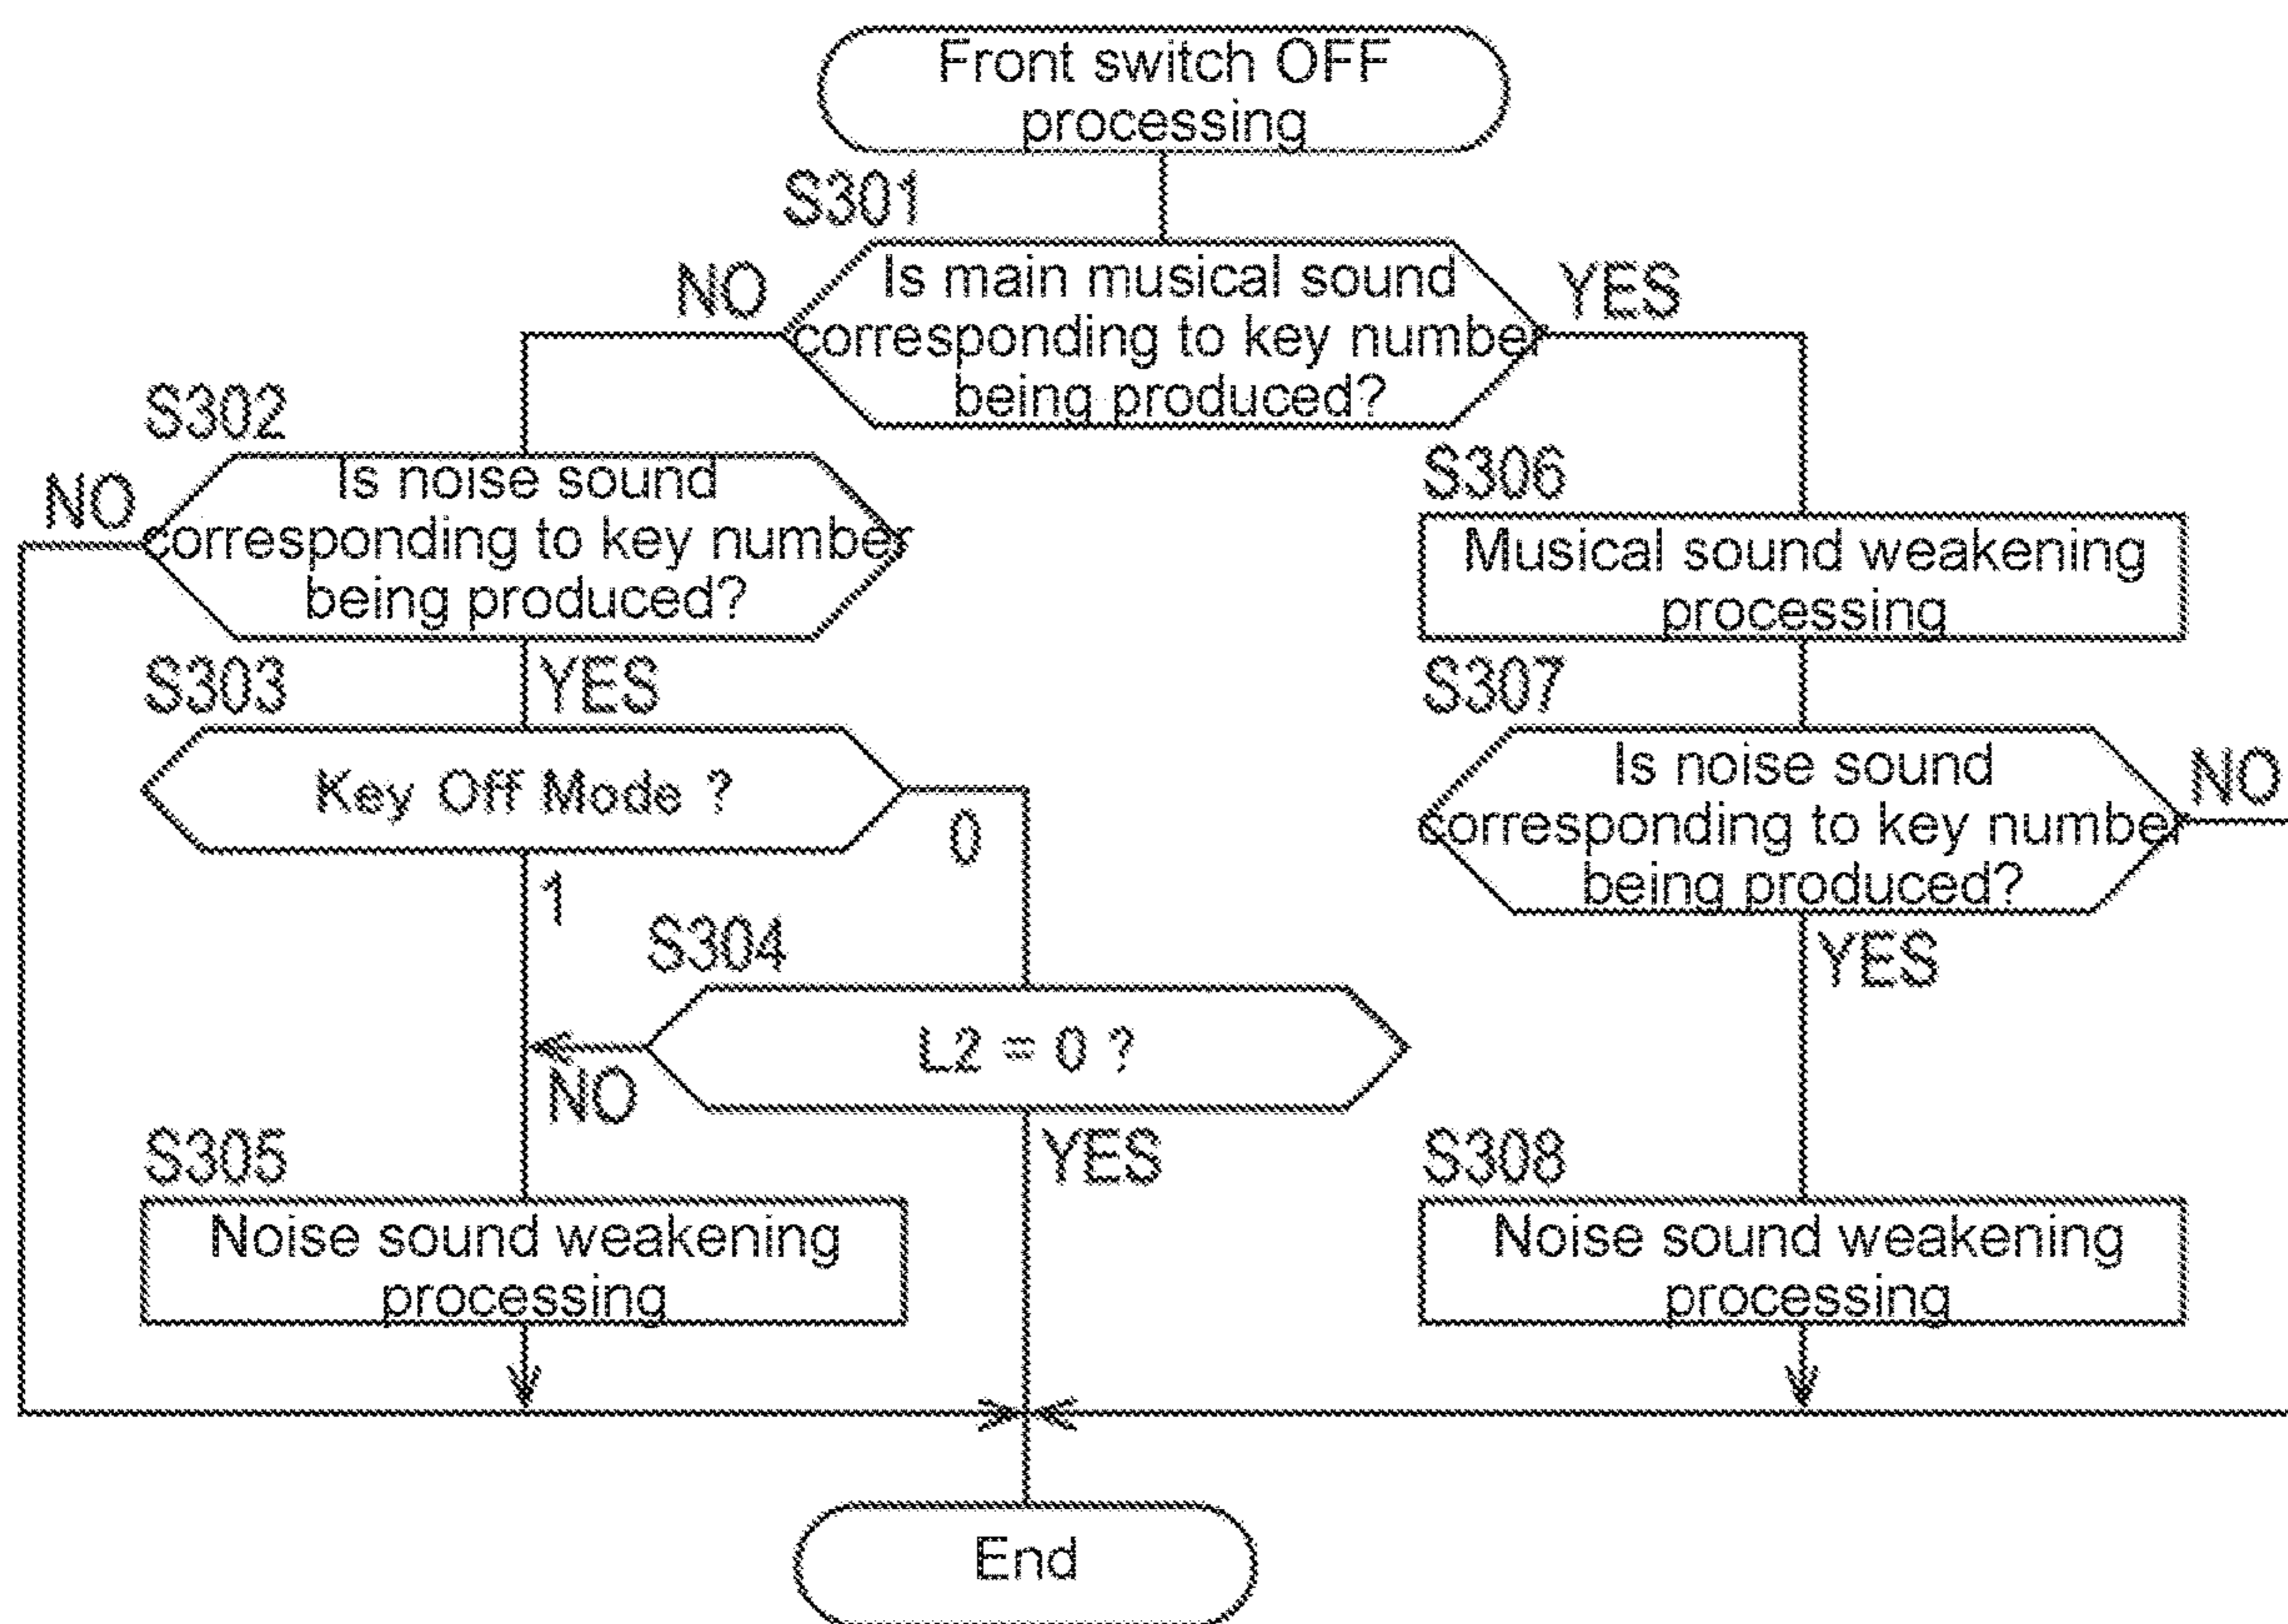 Front switch OFF
processing
S301
NO
Is main musical sound
corresponding to key number
being produced?
YES
S302
NO
Is noise sound
corresponding to key number
being produced?
YES
S303
Key Off Mode ?
0
1
S304
L2 = 0 ?
NO
YES
S305
Noise sound weakening
processing
S306
Musical sound weakening
processing
S307
Is noise sound
corresponding to key number
being produced?
NO
YES
S308
Noise sound weakening
processing
End